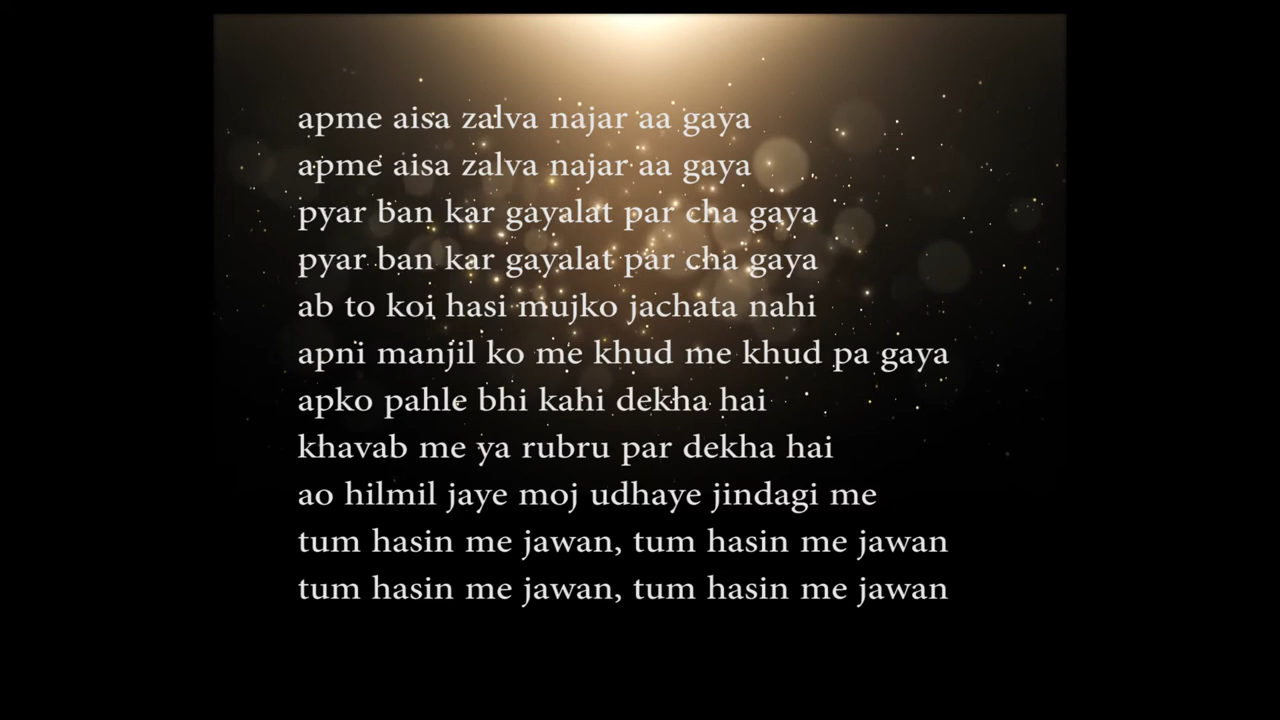 apme aisa zalva najar aa gaya
apme aisa zalva najar aa gaya
pyar ban kar gayalat par cha gaya
pyar ban kar gayalat par cha gaya
ab to koi hasi mujko jachata nahi
apni manjil ko me khud me khud pa gaya
apko pahle bhi kahi dekha hai
khavab me ya rubru par dekha hai
ao hilmil jaye moj udhaye jindagi me
tum hasin me jawan, tum hasin me jawan
tum hasin me jawan, tum hasin me jawan